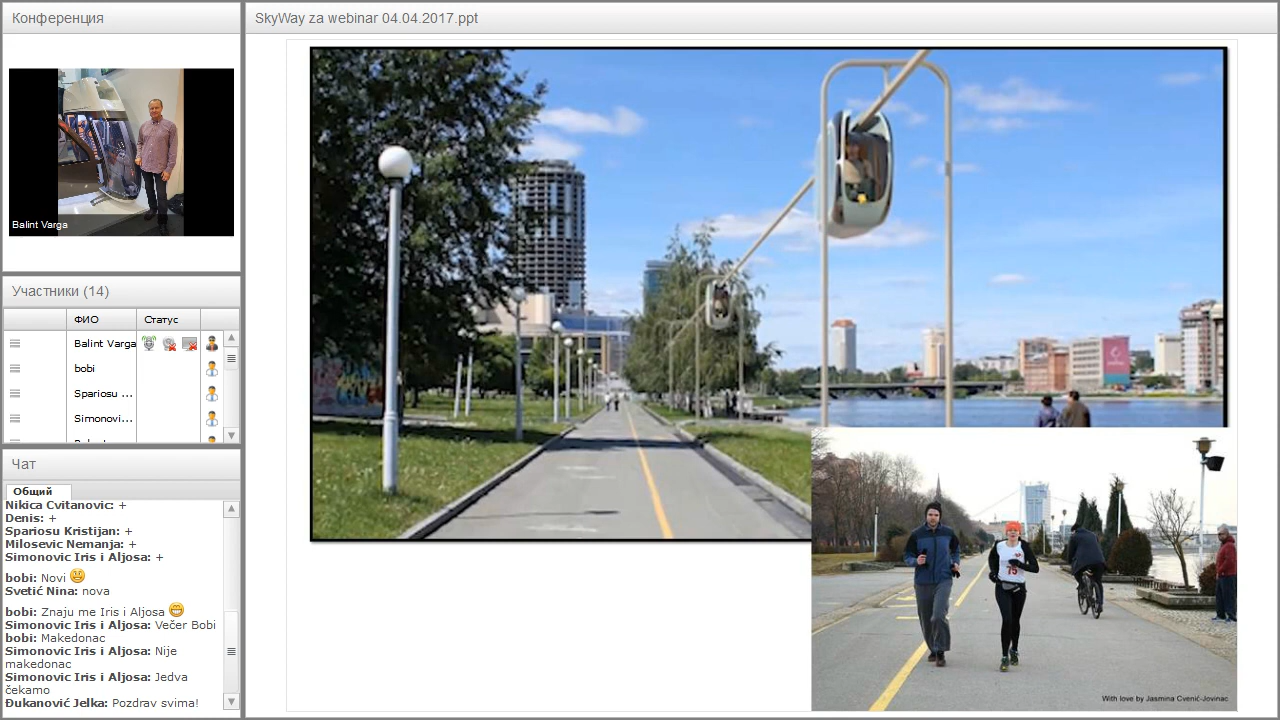 Конференция
Balint Varga
Участники (14)
ФИО
Статус
Balint Varga
bobi
Spariosu ...
Simonovi...
Чат
Общий
Nikica Cvitanovic: +
Denis: +
Spariosu Kristijan: +
Milosevic Nemanja: +
Simonovic Iris i Aljosa: +
bobi: Novi
Svetić Nina: nova
bobi: Znaju me Iris i Aljosa
Simonovic Iris i Aljosa: Večer Bobi
bobi: Makedonac
Simonovic Iris i Aljosa: Nije
makedonac
Simonovic Iris i Aljosa: Jedva
čekamo
Đukanović Jelka: Pozdrav svima!
SkyWay za webinar 04.04.2017.ppt
75
With love by Jasmina Cvenić-Jovinac